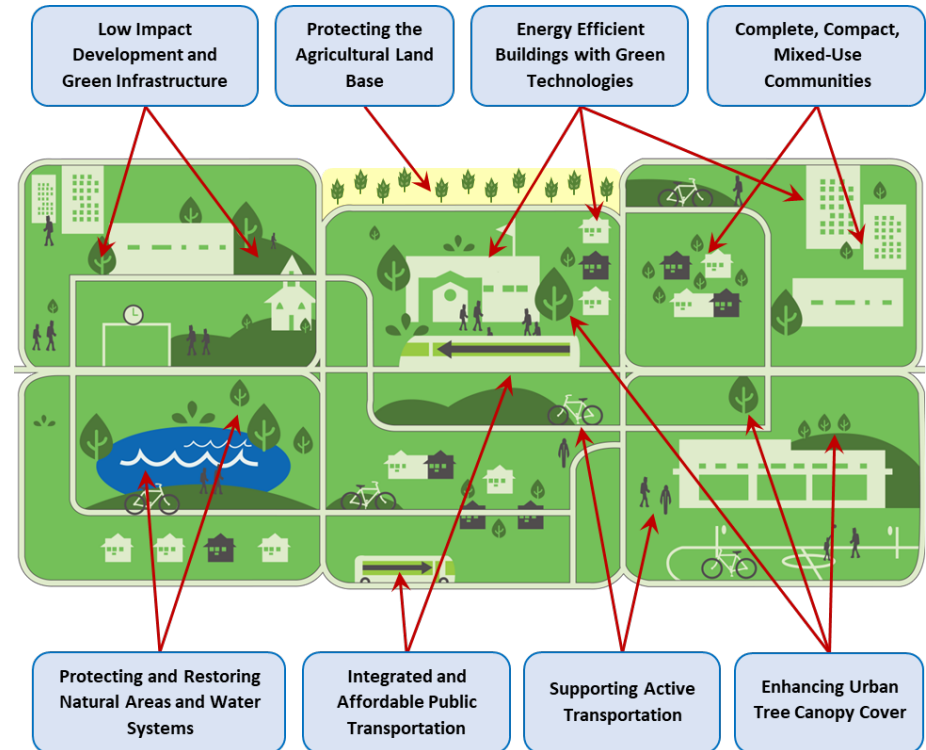 Low Impact
Development and
Green Infrastructure
Protecting the
Agricultural Land
Base
Energy Efficient
Buildings with Green
Technologies
Complete, Compact,
Mixed-Use
Communities
Protecting and Restoring
Natural Areas and Water
Systems
Integrated and
Affordable Public
Transportation
Supporting Active
Transportation
Enhancing Urban
Tree Canopy Cover